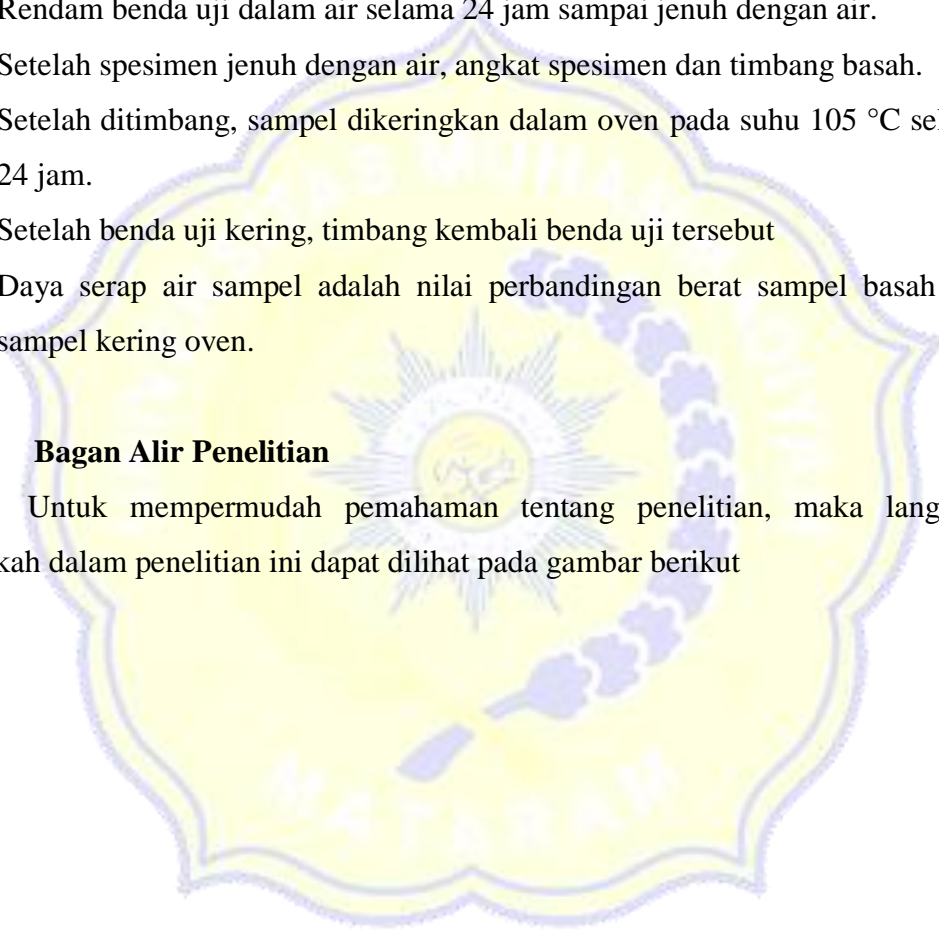 Rendam benda uji dalam air selama 24 jam sampai jenuh dengan air.
Setelah spesimen jenuh dengan air, angkat spesimen dan timbang basah.
Setelah ditimbang, sampel dikeringkan dalam oven pada suhu 105 °C se
24 jam.
Setelah benda uji kering, timbang kembali benda uji tersebut
Daya serap air sampel adalah nilai perbandingan berat sampel basah
sampel kering oven.
Bagan Alir Penelitian
Untuk mempermudah pemahaman tentang penelitian, maka lang
kah dalam penelitian ini dapat dilihat pada gambar berikut
MATARAM